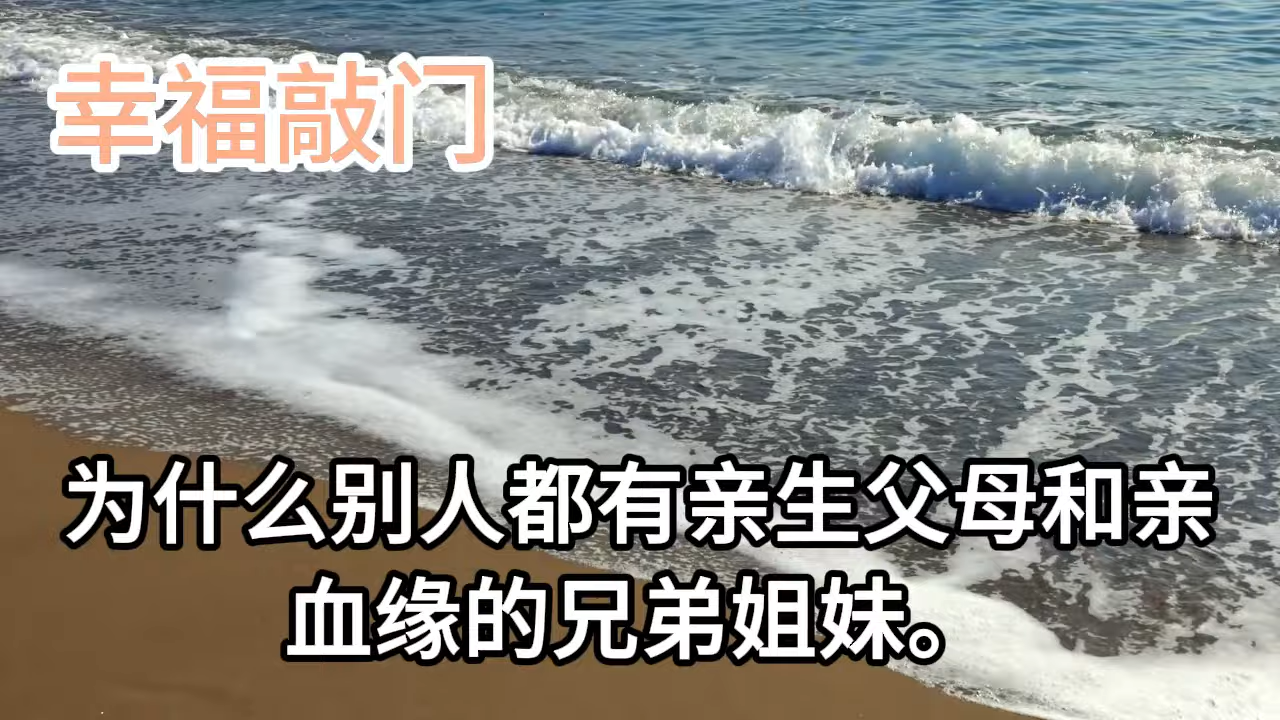 幸福敲门
为什么别人都有亲生父母和亲
血缘的兄弟姐妹。